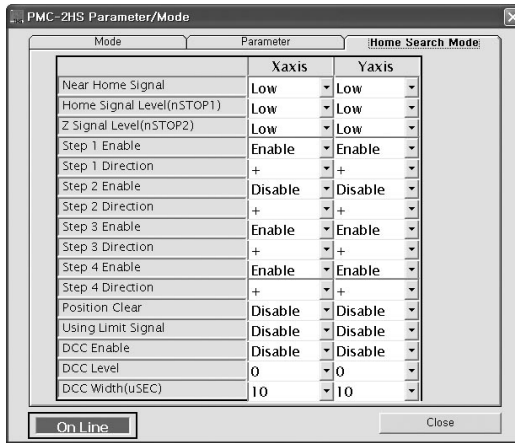 PMC-2HS Parameter/Mode
Mode Parameter Home Search Mode
Xaxis Yaxis
Near Home Signal Low Low
Home Signal Level(nSTOP1) Low Low
Z Signal Level(nSTOP2) Low Low
Step 1 Enable Enable Enable
Step 1 Direction + +
Step 2 Enable Disable Disable
Step 2 Direction + +
Step 3 Enable Enable Enable
Step 3 Direction + +
Step 4 Enable Enable Enable
Step 4 Direction + +
Position Clear Disable Disable
Using Limit Signal Disable Disable
DCC Enable Disable Disable
DCC Level 0 0
DCC Width(uSEC) 10 10
On Line Close